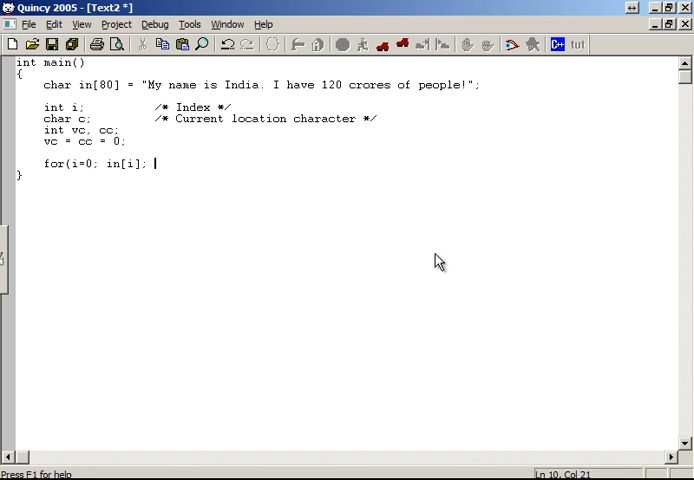 Quincy 2005 - [Text2 *]
File Edit View Project Debug Tools Window Help
C++ tut
int main()
{
char in[80] = "My name is India. I have 120 crores of people!";
int i; /* Index */
char c; /* Current location character */
int vc, cc;
vc = cc = 0;
for(i=0; in[i];
}
Press F1 for help
Ln 10, Col 21